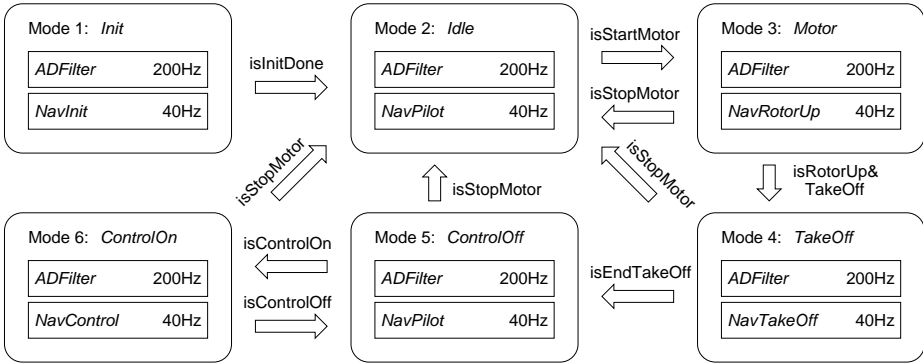 Mode 1: Init
ADFilter 200Hz
NavInit 40Hz
isInitDone
Mode 2: Idle
ADFilter 200Hz
NavPilot 40Hz
isStartMotor
isStopMotor
Mode 3: Motor
ADFilter 200Hz
NavRotorUp 40Hz
isStopMotor
isStopMotor
isStopMotor
isRotorUp&
TakeOff
Mode 6: ControlOn
ADFilter 200Hz
NavControl 40Hz
isControlOn
isControlOff
Mode 5: ControlOff
ADFilter 200Hz
NavPilot 40Hz
isEndTakeOff
Mode 4: TakeOff
ADFilter 200Hz
NavTakeOff 40Hz